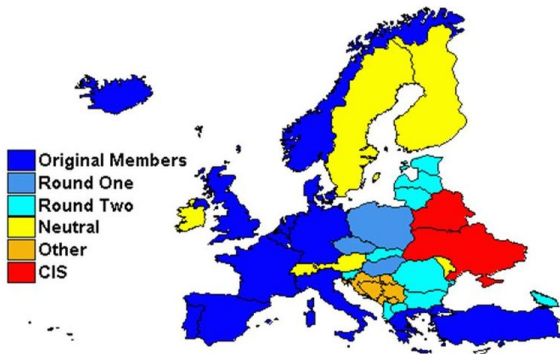 Original Members
Round One
Round Two
Neutral
Other
CIS